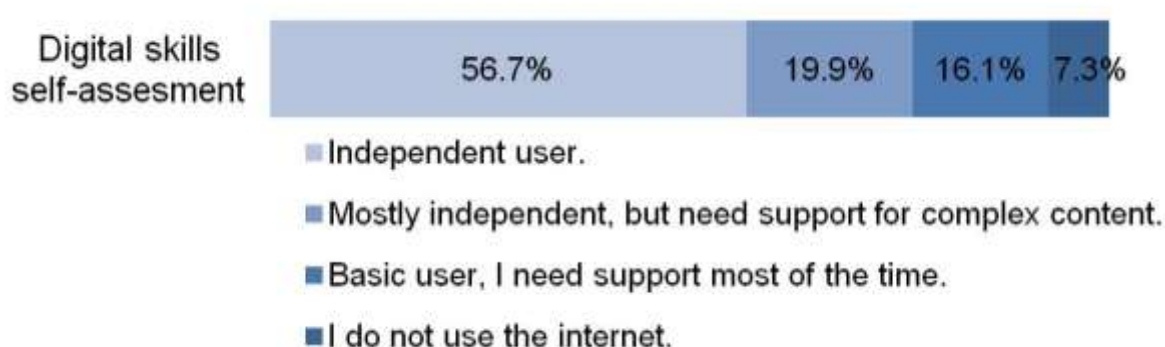 Digital skills
self-assesment
56.7% 19.9% 16.1% 7.3%
Independent user.
Mostly independent, but need support for complex content.
Basic user, I need support most of the time.
I do not use the internet.